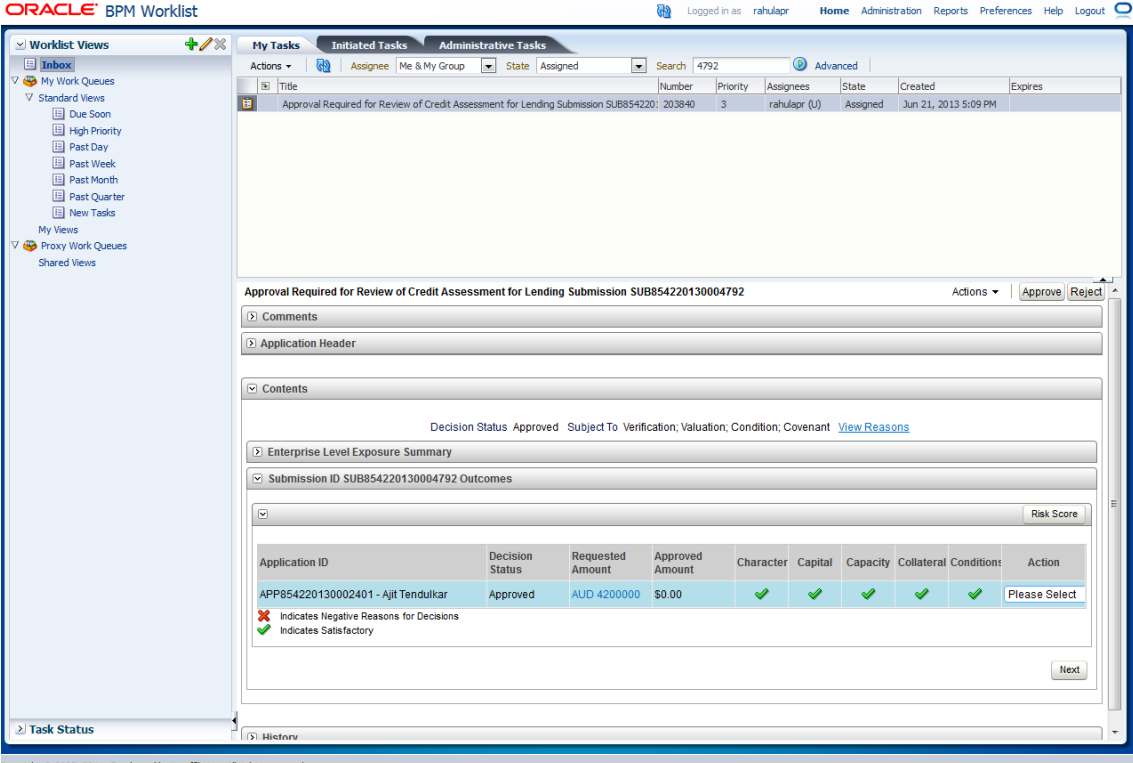 ORACLE BPM Worklist
Logged in as rahulapr Home Administration Reports Preferences Help Logout
Worklist Views
Inbox
My Work Queues
Standard Views
Due Soon
High Priority
Past Day
Past Week
Past Month
Past Quarter
New Tasks
My Views
Proxy Work Queues
Shared Views
Task Status
My Tasks Initiated Tasks Administrative Tasks
Actions Assignee Me & My Group State Assigned Search 4792 Advanced
Title Number Priority Assignees State Created Expires
Approval Required for Review of Credit Assessment for Lending Submission SUB854220: 203840 3 rahulapr (U) Assigned Jun 21, 2013 5:09 PM
Approval Required for Review of Credit Assessment for Lending Submission SUB854220130004792 Actions Approve Reject
Comments
Application Header
Contents
Decision Status Approved Subject To Verification; Valuation; Condition; Covenant View Reasons
Enterprise Level Exposure Summary
Submission ID SUB854220130004792 Outcomes
Risk Score
Application ID Decision Status Requested Amount Approved Amount Character Capital Capacity Collateral Conditions Action
APP854220130002401 - Ajit Tendulkar Approved AUD 4200000 $0.00 Please Select
Indicates Negative Reasons for Decisions
Indicates Satisfactory
Next
History